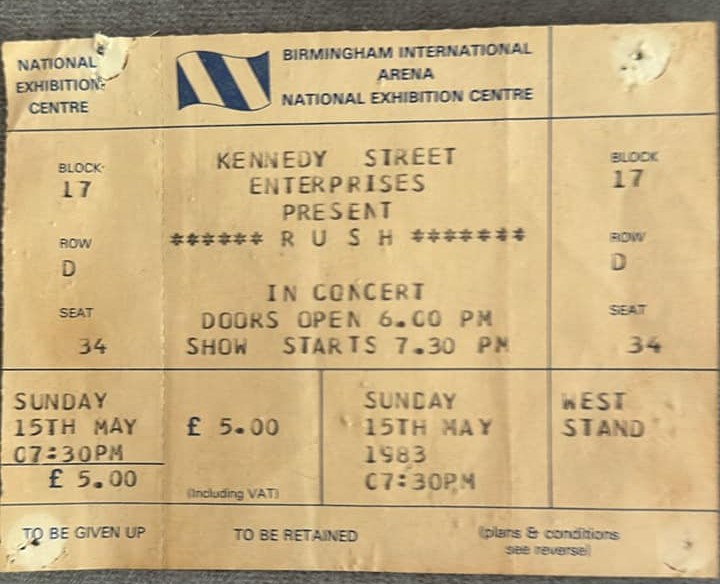 NATIONAL
EXHIBITION
CENTRE
BIRMINGHAM INTERNATIONAL
ARENA
NATIONAL EXHIBITION CENTRE
BLOCK
17
ROW
D
SEAT
34
KENNEDY STREET
ENTERPRISES
PRESENT
****** R U S H *******
IN CONCERT
DOORS OPEN 6.00 PM
SHOW STARTS 7.30 PM
BLOCK
17
ROW
D
SEAT
34
SUNDAY
15TH MAY
07:30PM
£ 5.00
£ 5.00
(Including VAT)
SUNDAY
15TH MAY
1983
07:30PM
WEST
STAND
TO BE GIVEN UP
TO BE RETAINED
(plans & conditions
see reverse)